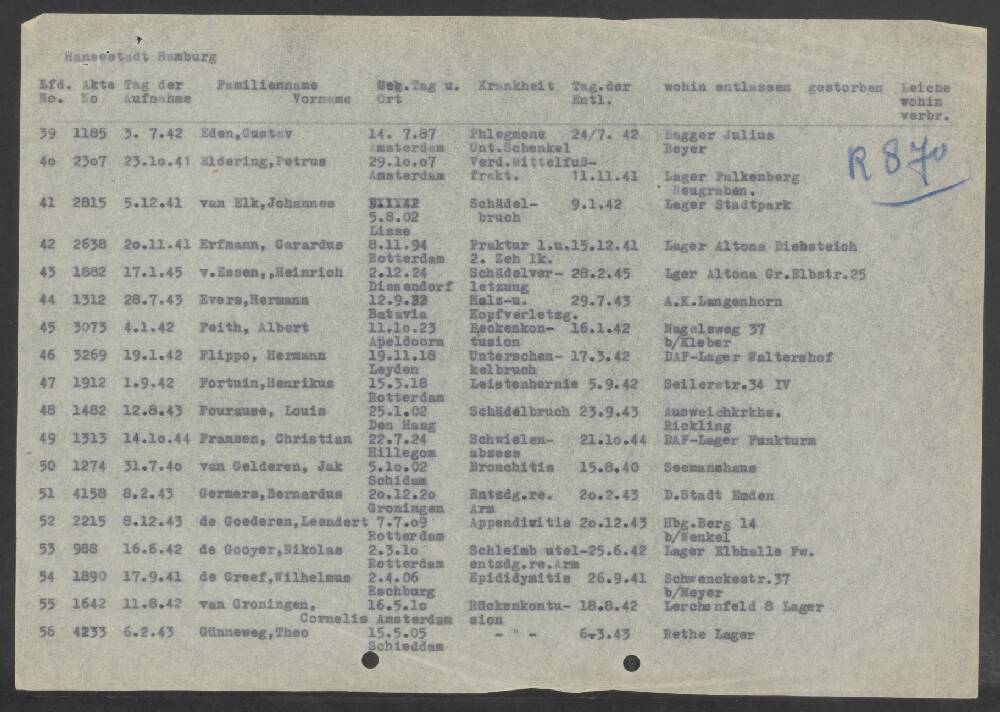 Hansestadt Hamburg
Lfd. Akte Tag der Familienname Geb.Tag u. Krankheit Tag.der wohin entlassen gestorben Leiche
No. No Aufnahme Vorname Ort Entl. wohin
verbr.
39 1185 3. 7.42 Eden,Gustav 14. 7.87 Phlegmone 24/7. 42 Bagger Julius
Amsterdam Unt.Schenkel Beyer
R 870
40 2307 23.10.41 Eldering,Petrus 29.10.07 Verd.Mittelfuß-
Amsterdam frakt. 11.11.41 Lager Falkenberg
Neugraben.
41 2815 5.12.41 van Elk,Johannes Schädel- 9.1.42 Lager Stadtpark
5.8.02 bruch
Lisse
42 2638 20.11.41 Erfmann, Garardus 8.11.94 Fraktur 1.u.15.12.41 Lager Altona Diebsteich
Rotterdam 2. Zeh lk.
43 1882 17.1.45 v.Essen,,Heinrich 2.12.24 Schädelver- 28.2.45 Lger Altona Gr.Elbstr.25
Dissendorf letzung
44 1312 28.7.43 Evers,Hermann 12.9.22 Hals-u. 29.7.43 A.K.Langenhorn
Batavia Kopfverletzg.
45 3073 4.1.42 Feith, Albert 11.10.23 Beckenkon- 16.1.42 Nagelsweg 37
Apeldoorn tusion b/Kleber
46 3269 19.1.42 Flippo, Hermann 19.11.18 Unterschen- 17.3.42 DAF-Lager Waltershof
Leyden kelbruch
47 1912 1.9.42 Fortuin,Henrikus 15.3.18 Leistenhernie 5.9.42 Seilerstr.34 IV
Rotterdam
48 1482 12.8.43 Fourause, Louis 25.1.02 Schädelbruch 23.9.43 Ausweichkrkhs.
Den Haag Rickling
49 1313 14.10.44 Fransen, Christian 22.7.24 Schwielen- 21.10.44 DAF-Lager Funkturm
Hillegom absess
50 1274 31.7.40 van Gelderen, Jak 5.10.02 Bronchitis 15.8.40 Seemanshaus
Schidam
51 4158 8.2.43 Germers,Bernardus 20.12.20 Entzdg.re. 20.2.43 D.Stadt Emden
Groningen Arm
52 2215 8.12.43 de Goederen,Leendert 7.7.09 Appendizitis 20.12.43 Hbg.Berg 14
Rotterdam b/Wenkel
53 988 16.6.42 de Gooyer,Nikolas 2.3.10 Schleimb utel-25.6.42 Lager Elbhalle Fw.
Rotterdam entzdg.re.Arm
54 1890 17.9.41 de Greef,Wilhelmus 2.4.06 Epididymitis 26.9.41 Schwenckestr.37
Eschburg b/Meyer
55 1642 11.8.42 van Groningen, 16.5.10 Rückenkontu- 18.8.42 Lerchenfeld 8 Lager
Cornelis Amsterdam sion
56 4233 6.2.43 Günneweg,Theo 15.5.05 - " - 6.3.43 Rethe Lager
Schieddam